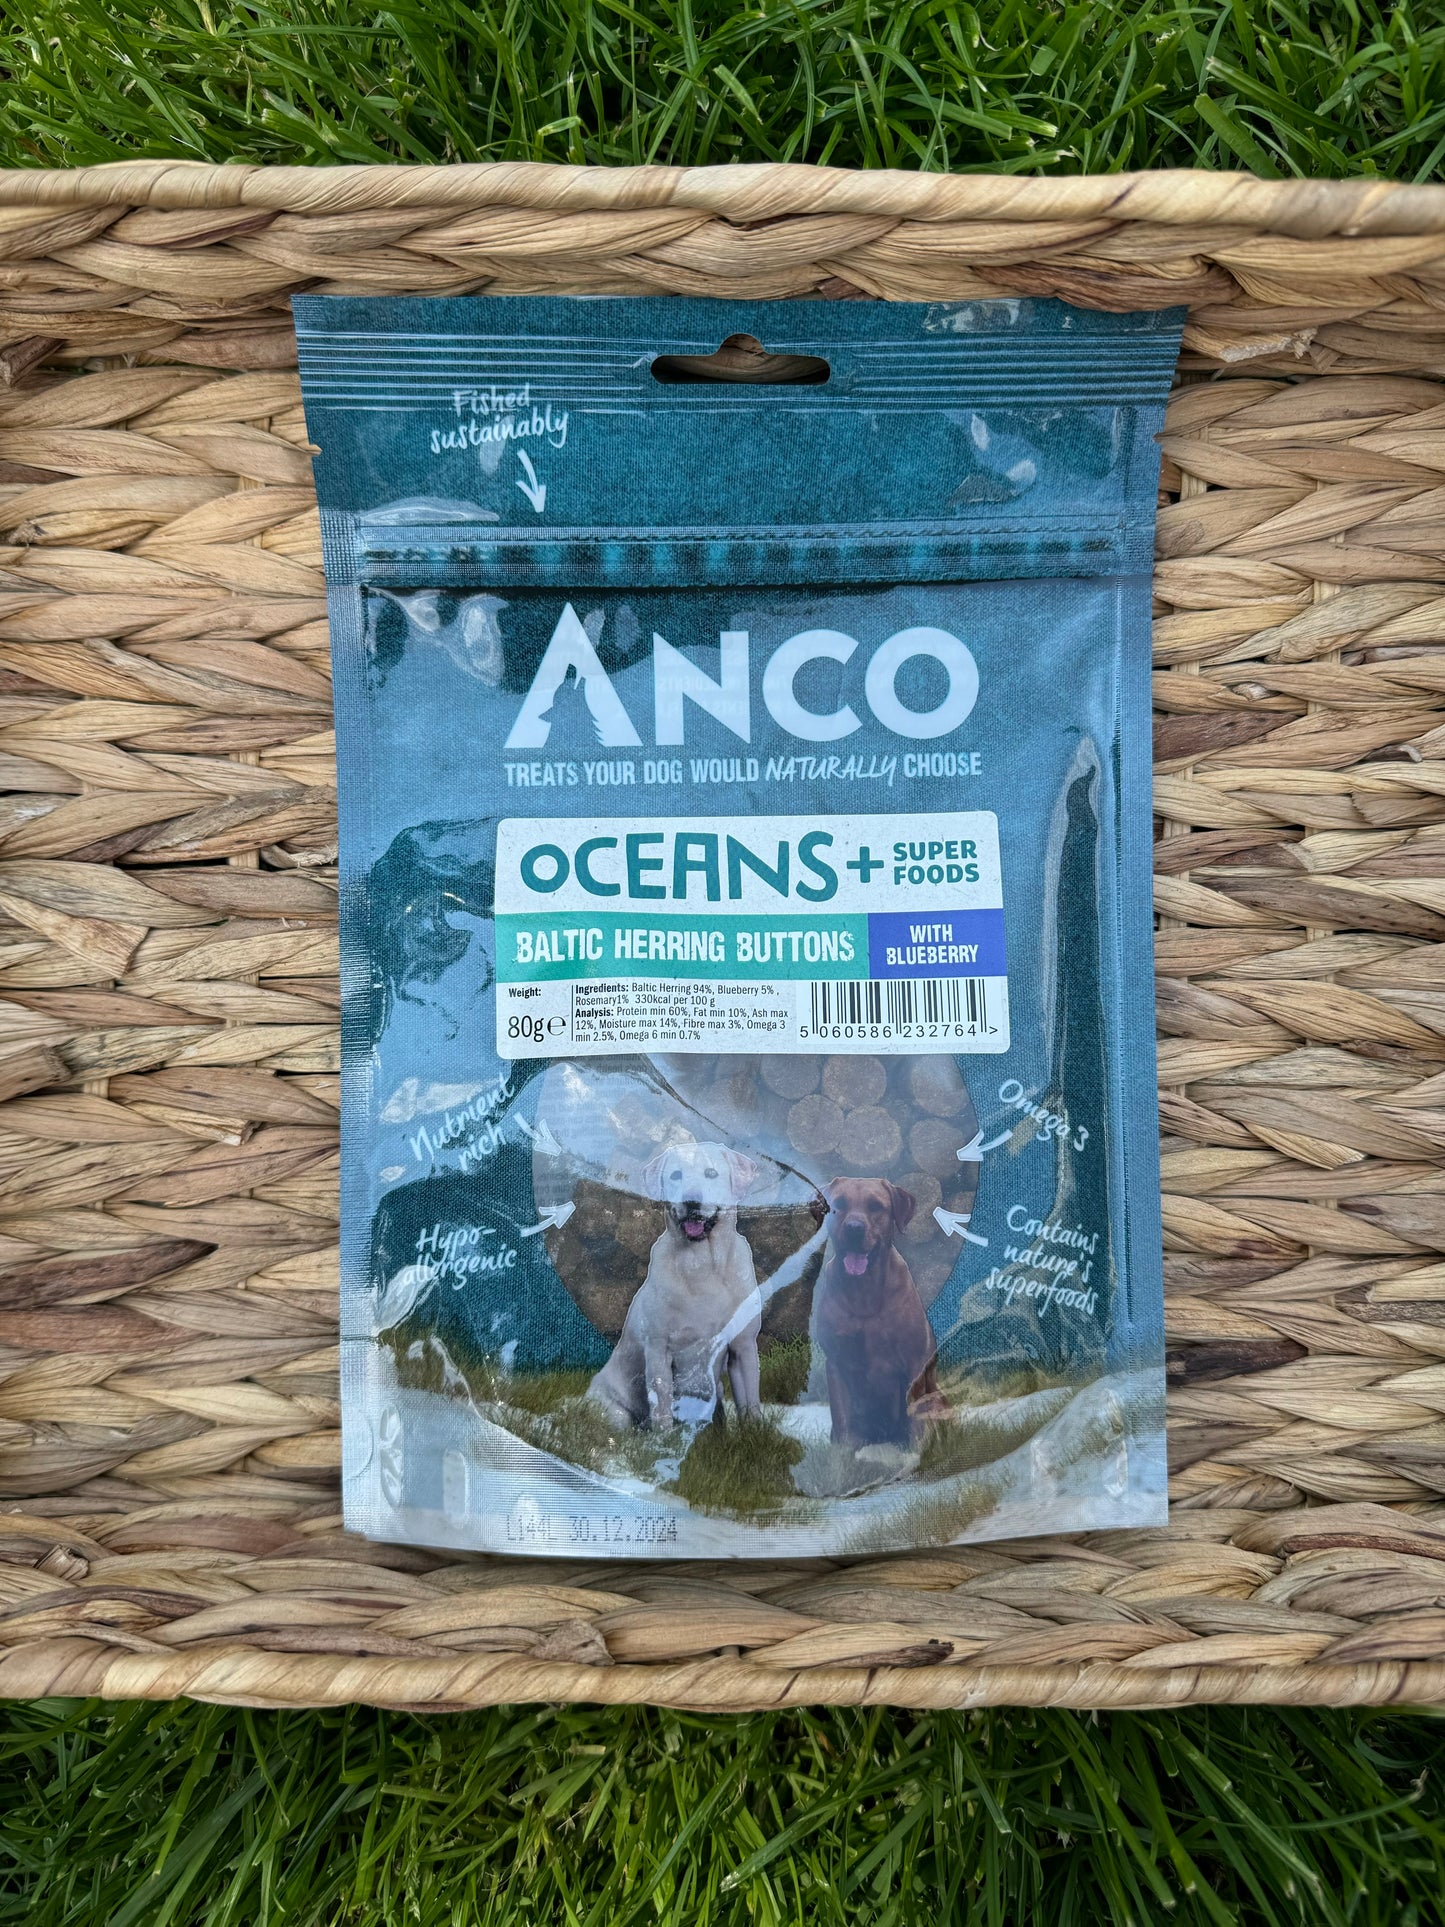 Fished
sustainably
ANCO
TREATS YOUR DOG WOULD NATURALLY CHOOSE
OCEANS + SUPER
FOODS
BALTIC HERRING BUTTONS
WITH
BLUEBERRY
Weight:
80g e
Ingredients: Baltic Herring 94%, Blueberry 5% ,
Rosemary1% 330kcal per 100 g
Analysis: Protein min 60%, Fat min 10%, Ash max
12%, Moisture max 14%, Fibre max 3%, Omega 3
min 2.5%, Omega 6 min 0.7%
5 060586 232764 >
Nutrient
rich
Omega 3
Hypo-
allergenic
Contains
nature's
superfoods
L144L 30.12.2024